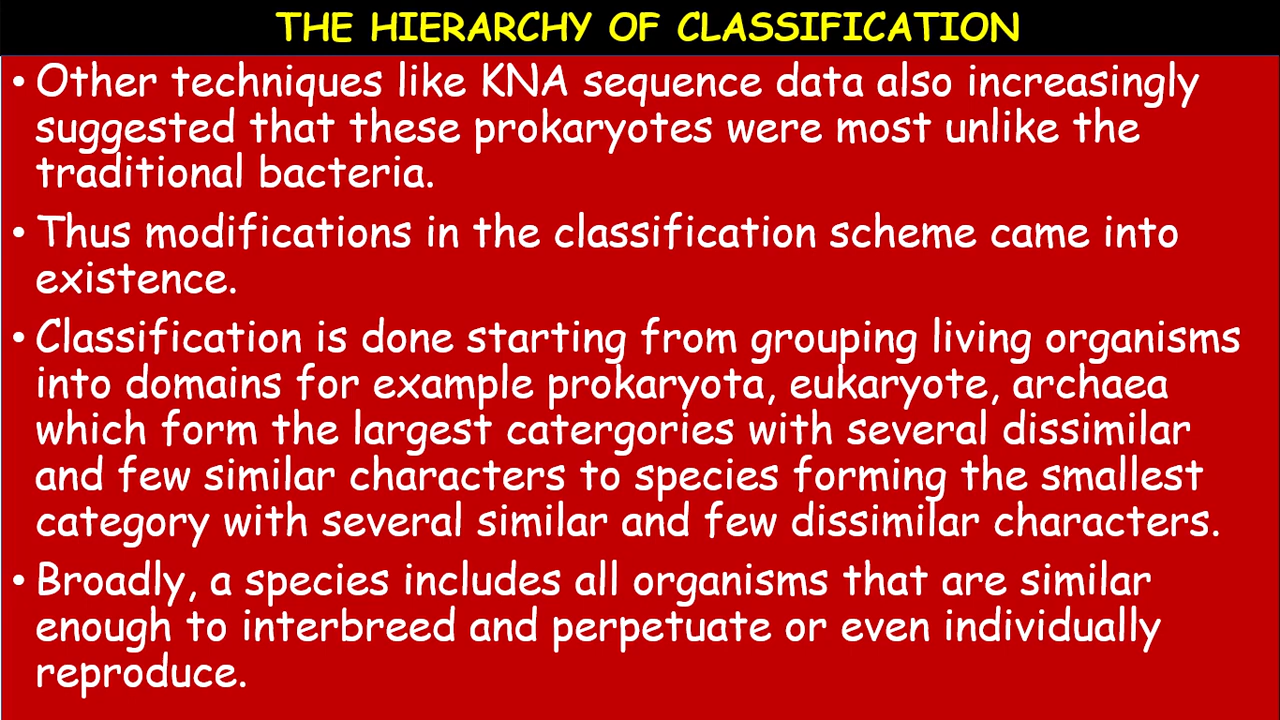 THE HIERARCHY OF CLASSIFICATION
• Other techniques like KNA sequence data also increasingly
suggested that these prokaryotes were most unlike the
traditional bacteria.
• Thus modifications in the classification scheme came into
existence.
• Classification is done starting from grouping living organisms
into domains for example prokaryota, eukaryote, archaea
which form the largest catergories with several dissimilar
and few similar characters to species forming the smallest
category with several similar and few dissimilar characters.
• Broadly, a species includes all organisms that are similar
enough to interbreed and perpetuate or even individually
reproduce.